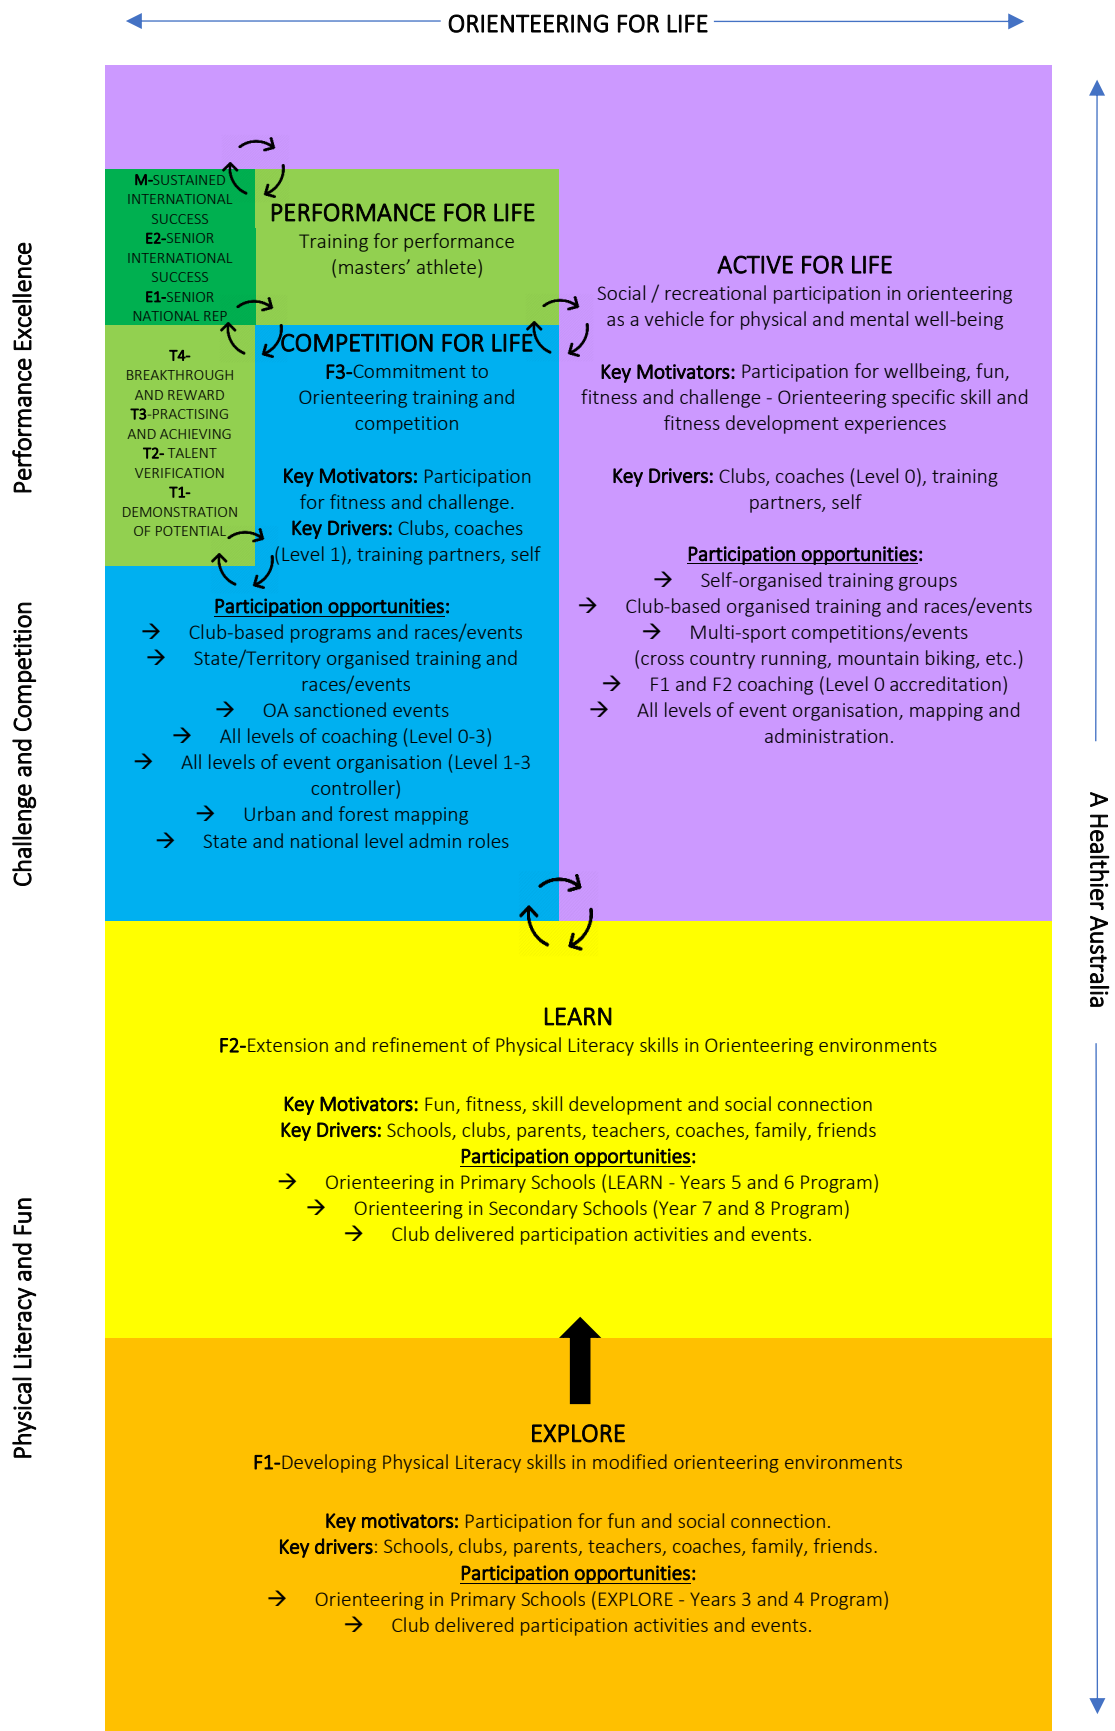 ORIENTEERING FOR LIFE
M-SUSTAINED
INTERNATIONAL
SUCCESS
E2-SENIOR
INTERNATIONAL
SUCCESS
E1-SENIOR
NATIONAL REP
PERFORMANCE FOR LIFE
Training for performance
(masters’ athlete)
T4-
BREAKTHROUGH
AND REWARD
T3-PRACTISING
AND ACHIEVING
T2- TALENT
VERIFICATION
T1-
DEMONSTRATION
OF POTENTIAL
COMPETITION FOR LIFE
F3-Commitment to
Orienteering training and
competition
Key Motivators: Participation
for fitness and challenge.
Key Drivers: Clubs, coaches
(Level 1), training partners, self
Participation opportunities:
→ Club-based programs and races/events
→ State/Territory organised training and
races/events
→ OA sanctioned events
→ All levels of coaching (Level 0-3)
→ All levels of event organisation (Level 1-3
controller)
→ Urban and forest mapping
→ State and national level admin roles
ACTIVE FOR LIFE
Social / recreational participation in orienteering
as a vehicle for physical and mental well-being
Key Motivators: Participation for wellbeing, fun,
fitness and challenge - Orienteering specific skill and
fitness development experiences
Key Drivers: Clubs, coaches (Level 0), training
partners, self
Participation opportunities:
→ Self-organised training groups
→ Club-based organised training and races/events
→ Multi-sport competitions/events
(cross country running, mountain biking, etc.)
→ F1 and F2 coaching (Level 0 accreditation)
→ All levels of event organisation, mapping and
administration.
LEARN
F2-Extension and refinement of Physical Literacy skills in Orienteering environments
Key Motivators: Fun, fitness, skill development and social connection
Key Drivers: Schools, clubs, parents, teachers, coaches, family, friends
Participation opportunities:
→ Orienteering in Primary Schools (LEARN - Years 5 and 6 Program)
→ Orienteering in Secondary Schools (Year 7 and 8 Program)
→ Club delivered participation activities and events.
EXPLORE
F1-Developing Physical Literacy skills in modified orienteering environments
Key motivators: Participation for fun and social connection.
Key drivers: Schools, clubs, parents, teachers, coaches, family, friends.
Participation opportunities:
→ Orienteering in Primary Schools (EXPLORE - Years 3 and 4 Program)
→ Club delivered participation activities and events.
Performance Excellence
Challenge and Competition
Physical Literacy and Fun
A Healthier Australia